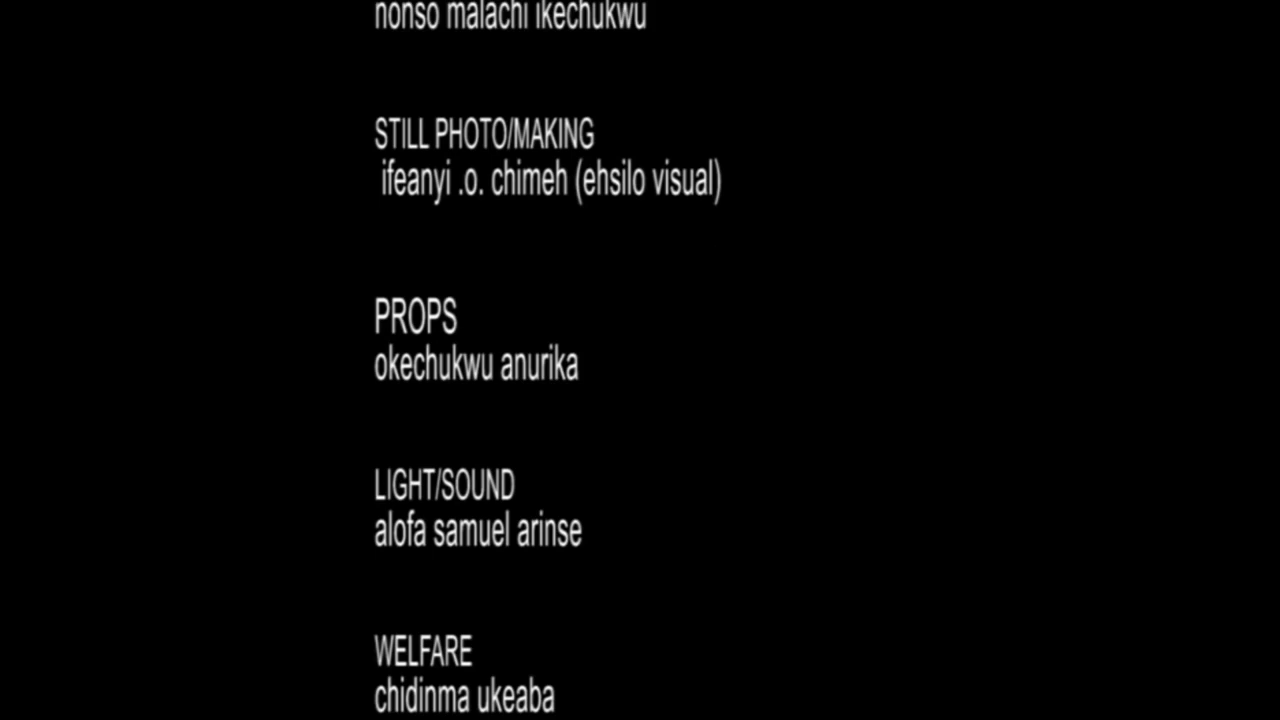 nonso malachi ikechukwu
STILL PHOTO/MAKING
ifeanyi .o. chimeh (ehsilo visual)
PROPS
okechukwu anurika
LIGHT/SOUND
alofa samuel arinse
WELFARE
chidinma ukeaba